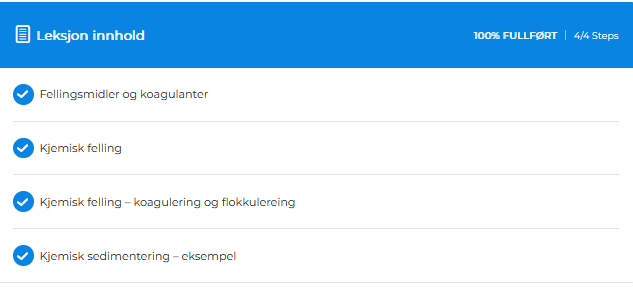 Leksjon innhold
100% FULLFØRT | 4/4 Steps
Fellingsmidler og koagulanter
Kjemisk felling
Kjemisk felling – koagulering og flokkulereing
Kjemisk sedimentering – eksempel